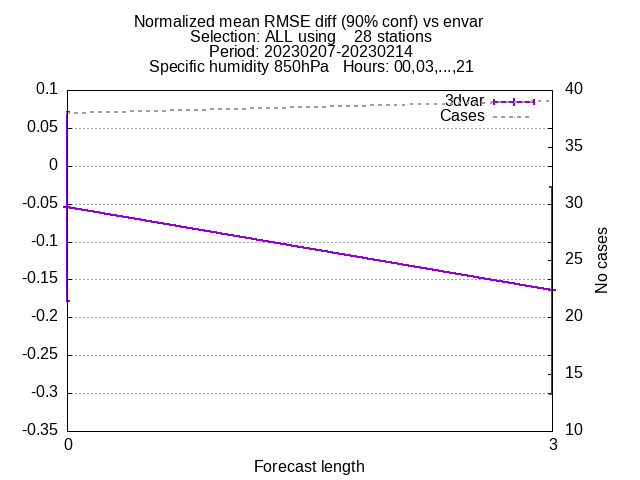 Normalized mean RMSE diff (90% conf) vs envar
Selection: ALL using    28 stations
Period: 20230207-20230214
Specific humidity 850hPa   Hours: 00,03,...,21
0.1
0.05
0
-0.05
-0.1
-0.15
-0.2
-0.25
-0.3
-0.35
3dvar
Cases
40
35
30
25
20
15
10
No cases
0
3
Forecast length